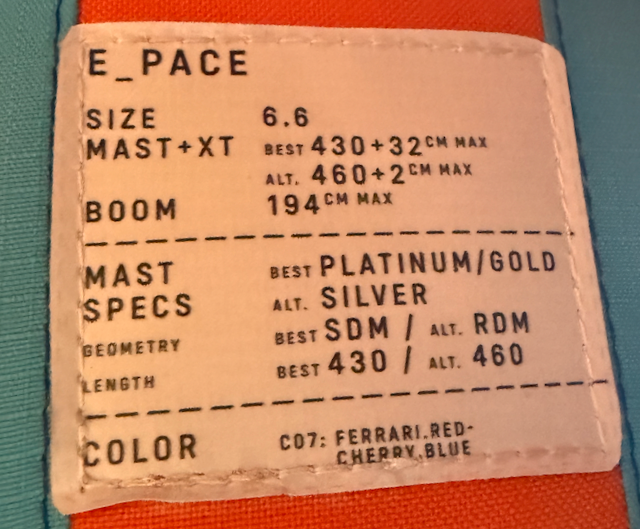 E_PACE
SIZE 6.6
MAST+XT BEST 430+32CM MAX
ALT. 460+2CM MAX
BOOM 194CM MAX
MAST BEST PLATINUM/GOLD
SPECS ALT. SILVER
GEOMETRY BEST SDM / ALT. RDM
LENGTH BEST 430 / ALT. 460
COLOR C07: FERRARI.RED-
CHERRY.BLUE